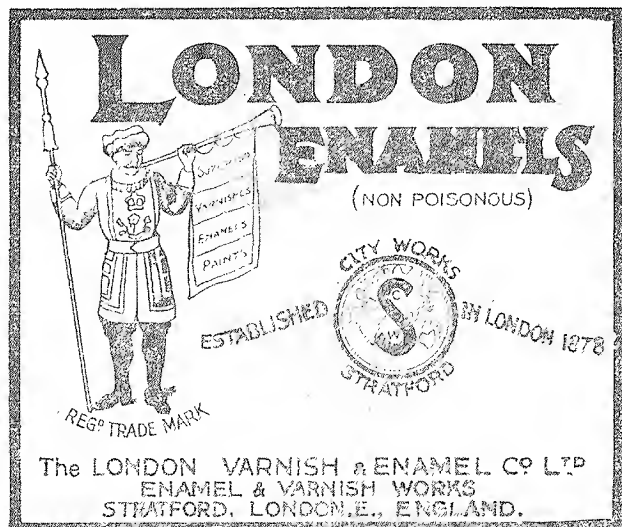 LONDON
ENAMELS
(NON POISONOUS)
SUPERIOR
VARNISHES
ENAMELS
PAINTS
CITY WORKS
ESTABLISHED IN LONDON 1878
S
STRATFORD
REGD TRADE MARK
The LONDON VARNISH & ENAMEL CO LTD
ENAMEL & VARNISH WORKS
STRATFORD, LONDON.E., ENGLAND.